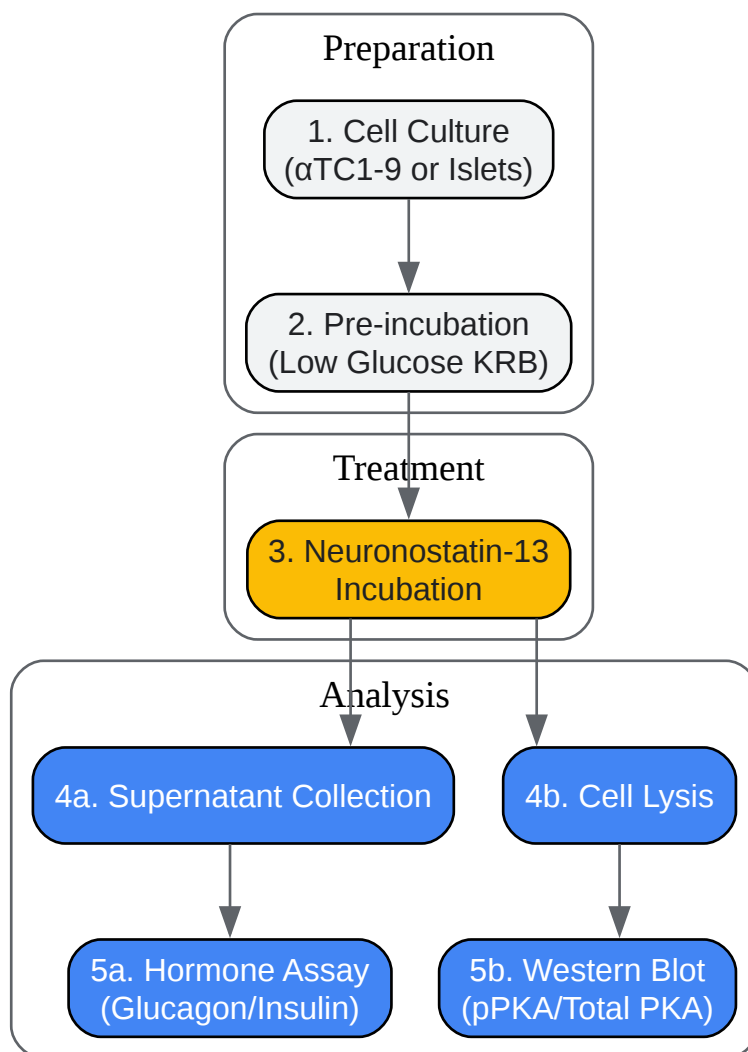 Preparation
1. Cell Culture
(αTC1-9 or Islets)
2. Pre-incubation
(Low Glucose KRB)
Treatment
3. Neuronostatin-13
Incubation
Analysis
4a. Supernatant Collection
4b. Cell Lysis
5a. Hormone Assay
(Glucagon/Insulin)
5b. Western Blot
(pPKA/Total PKA)